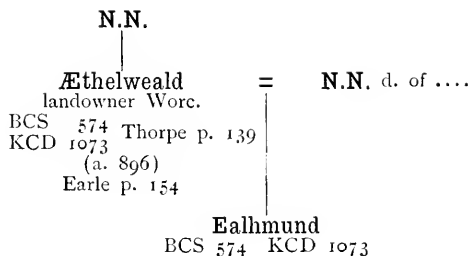 N.N.
Æthelweald = N.N. d. of ....
landowner Worc.
BCS 574 Thorpe p. 139
KCD 1073
(a. 896)
Earle p. 154
Ealhmund
BCS 574 KCD 1073